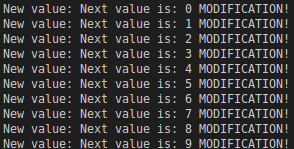 New value: Next value is: 0 MODIFICATION!
New value: Next value is: 1 MODIFICATION!
New value: Next value is: 2 MODIFICATION!
New value: Next value is: 3 MODIFICATION!
New value: Next value is: 4 MODIFICATION!
New value: Next value is: 5 MODIFICATION!
New value: Next value is: 6 MODIFICATION!
New value: Next value is: 7 MODIFICATION!
New value: Next value is: 8 MODIFICATION!
New value: Next value is: 9 MODIFICATION!